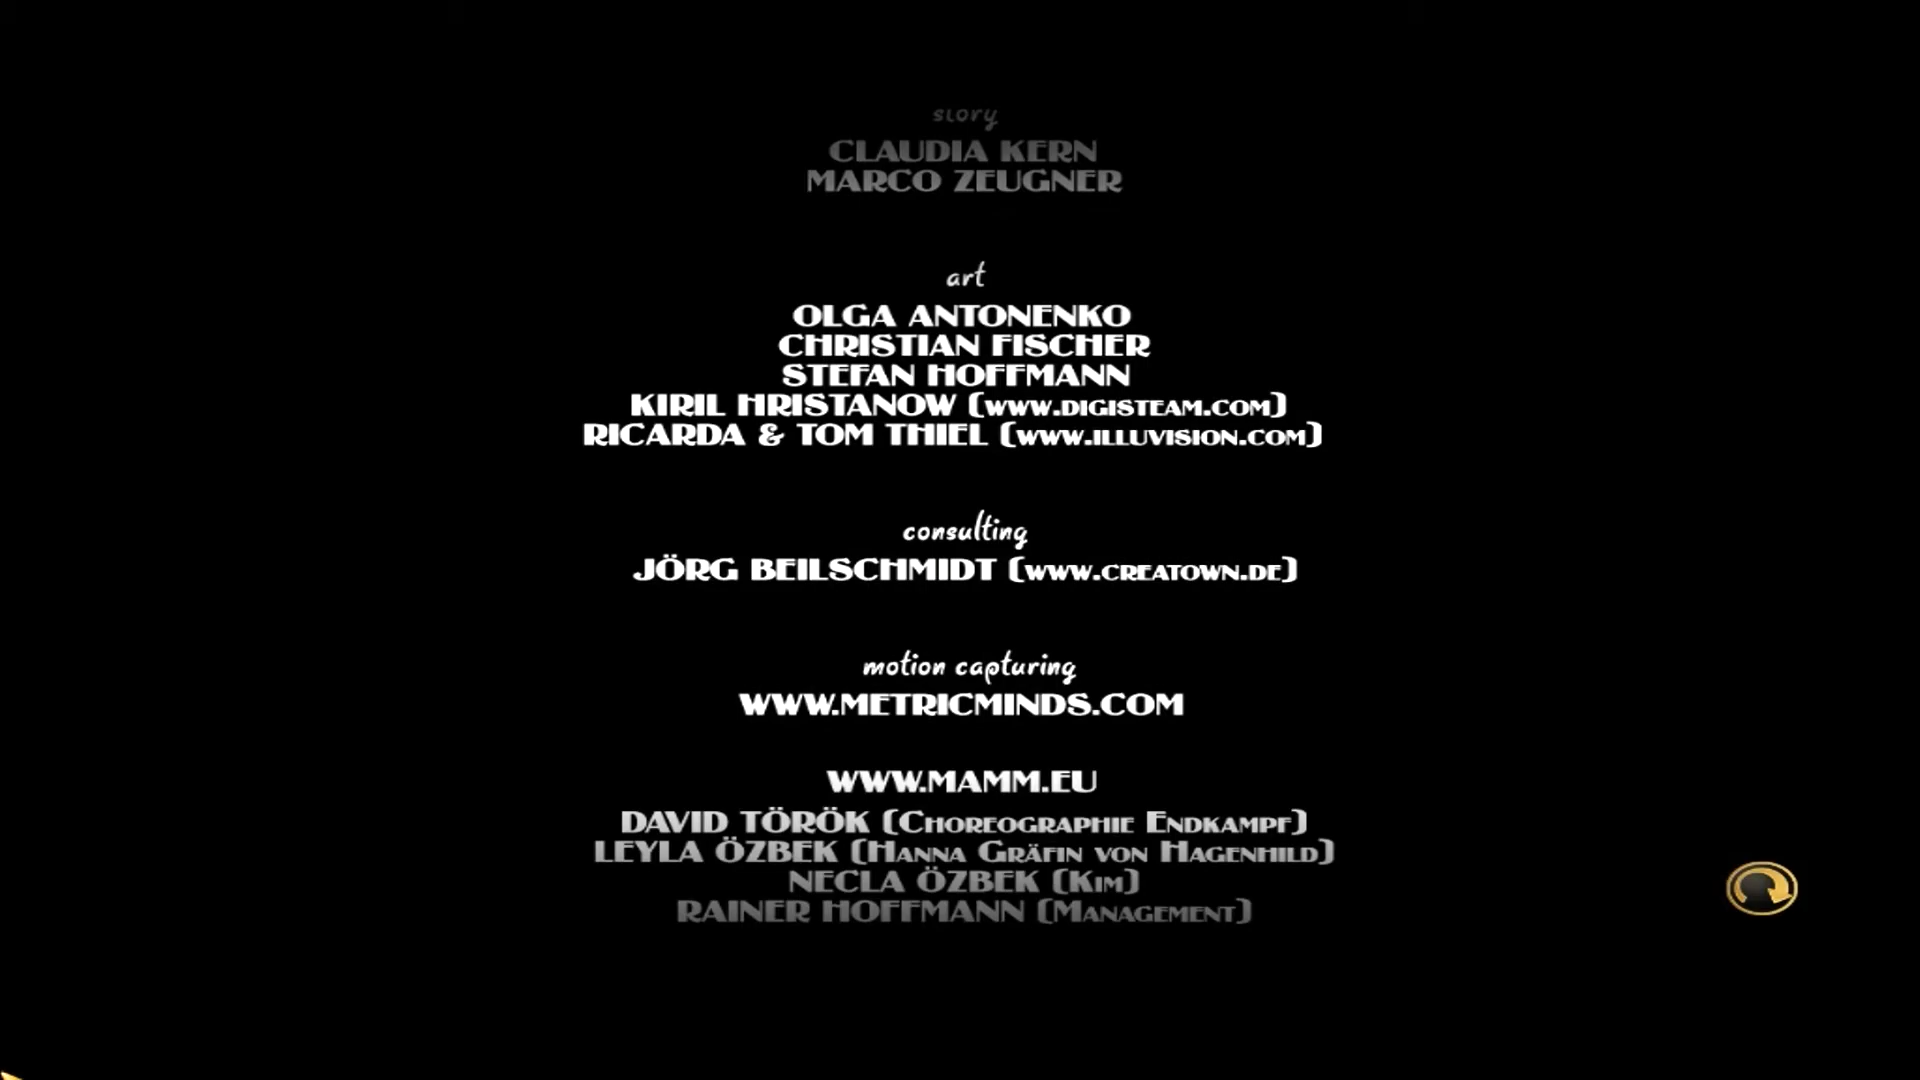 story
CLAUDIA KERN
MARCO ZEUGNER
art
OLGA ANTONENKO
CHRISTIAN FISCHER
STEFAN HOFFMANN
KIRIL HRISTANOW (WWW.DIGISTEAM.COM)
RICARDA & TOM THIEL (WWW.ILLUVISION.COM)
consulting
JÖRG BEILSCHMIDT (WWW.CREATOWN.DE)
motion capturing
WWW.METRICMINDS.COM
WWW.MAMM.EU
DAVID TÖRÖK (CHOREOGRAPHIE ENDKAMPF)
LEYLA ÖZBEK (HANNA GRÄFIN VON HAGENHILD)
NECLA ÖZBEK (KIM)
RAINER HOFFMANN (MANAGEMENT)